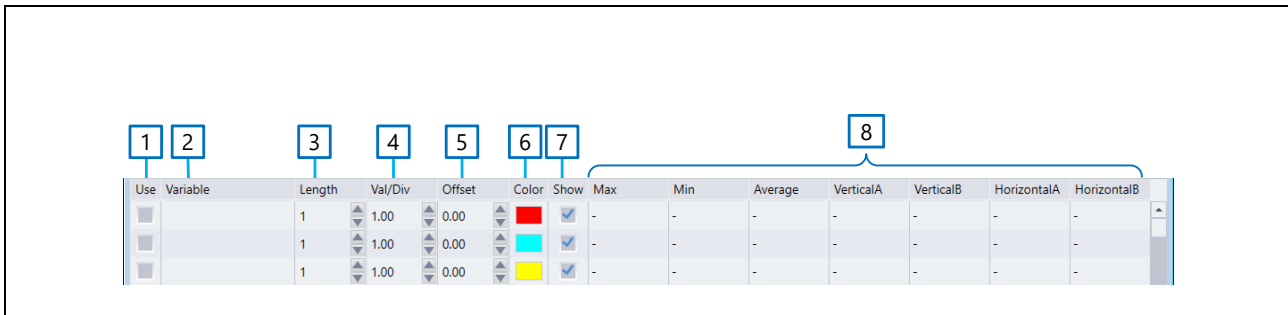 1 2 3 4 5 6 7 8
Use Variable Length Val/Div Offset Color Show Max Min Average VerticalA VerticalB HorizontalA HorizontalB
1 1.00 0.00 - - - - - - -
1 1.00 0.00 - - - - - - -
1 1.00 0.00 - - - - - - -